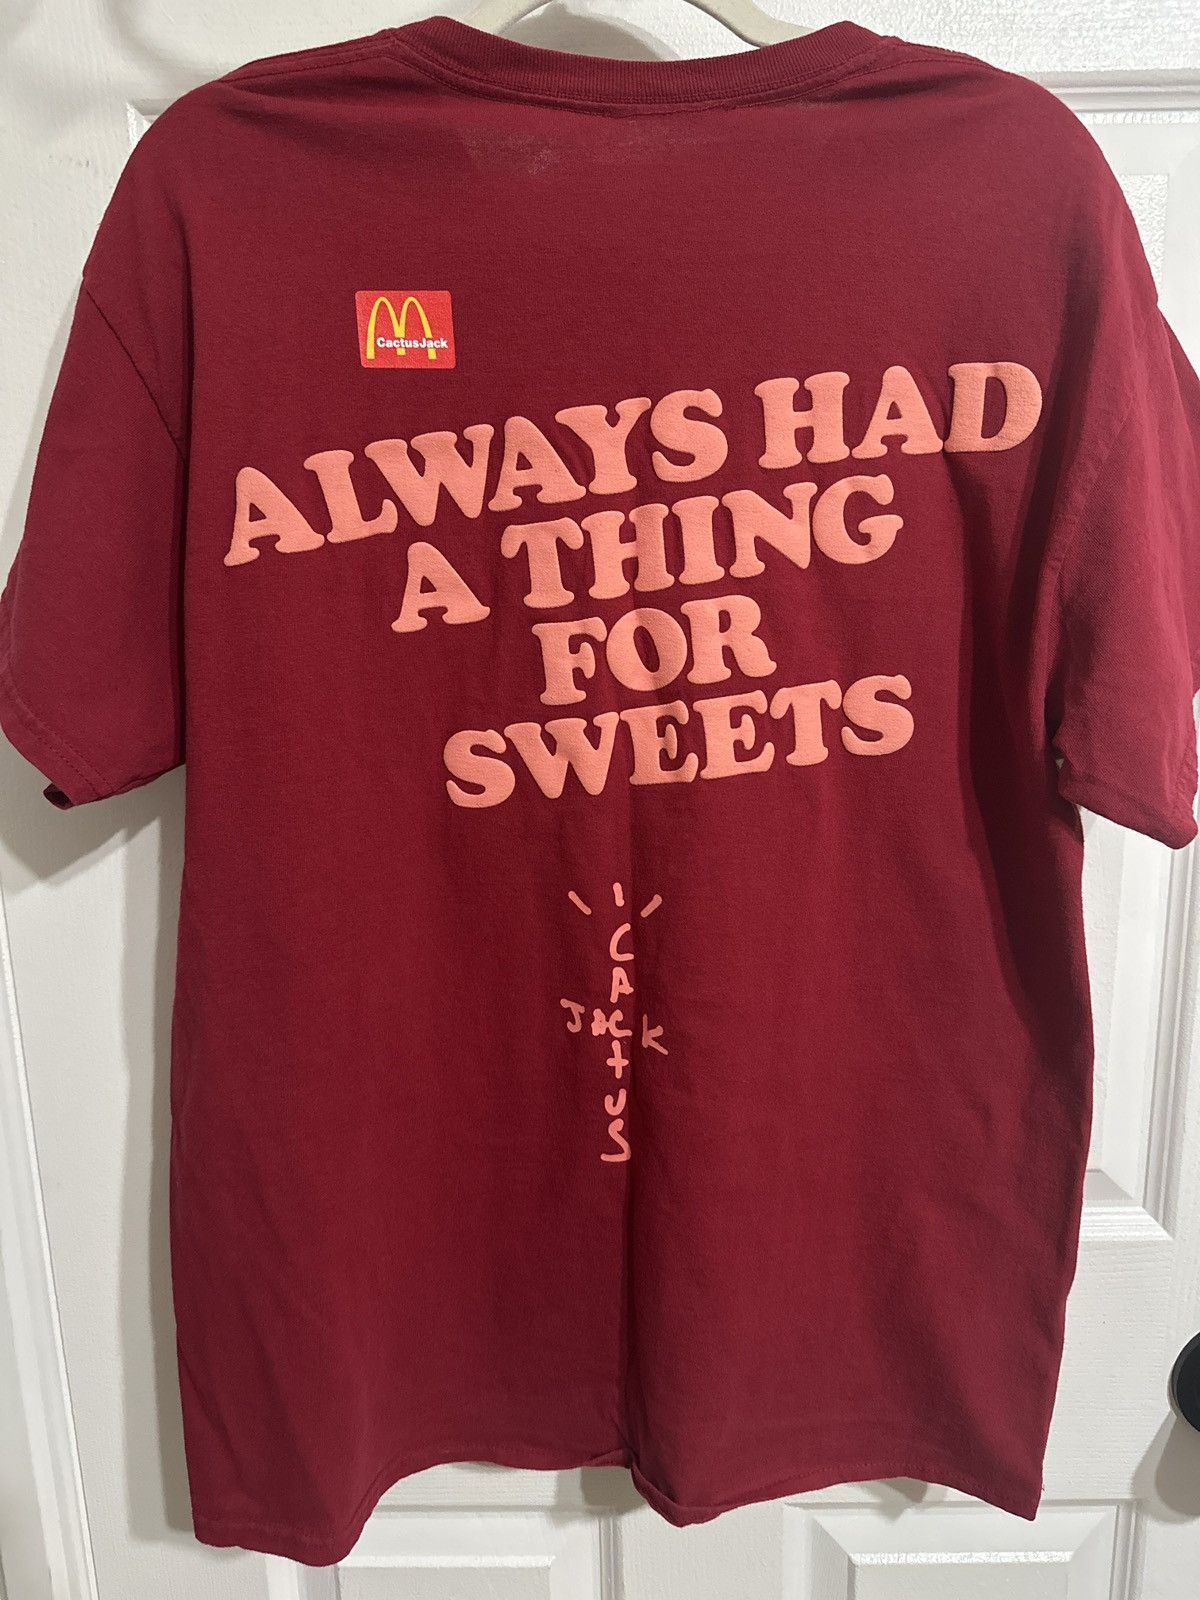 CactusJack
ALWAYS HAD
A THING
FOR
SWEETS
CACTUS
JACK